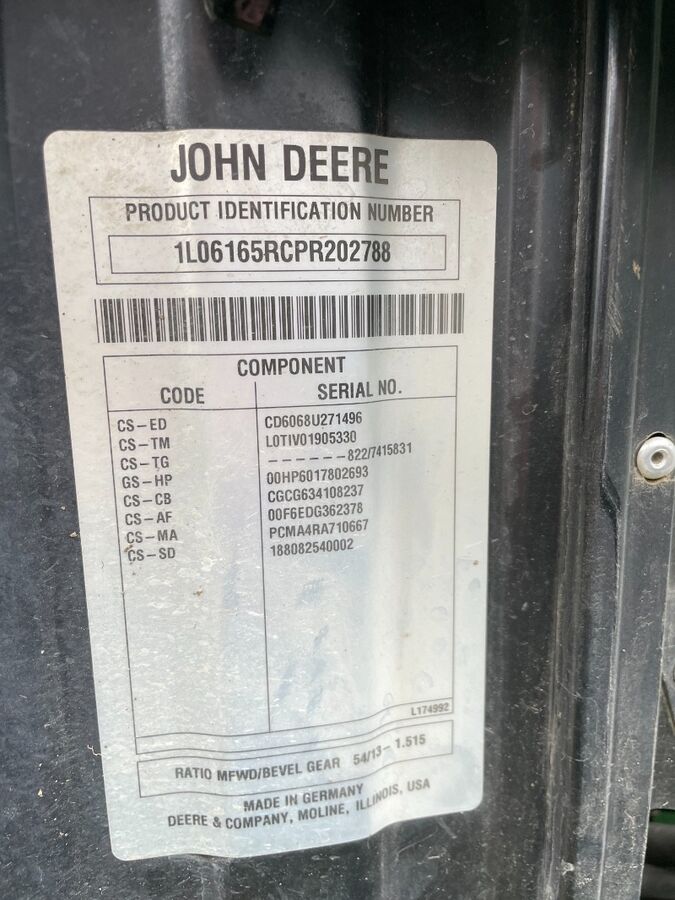 JOHN DEERE
PRODUCT IDENTIFICATION NUMBER
1L06165RCPR202788
COMPONENT
CODE SERIAL NO.
CS-ED CD6068U271496
CS-TM L0TIV01905330
CS-TG ------822/7415831
GS-HP 00HP6017802693
CS-CB CGCG634108237
CS-AF 00F6EDG362378
CS-MA PCMA4RA710667
CS-SD 188082540002
L174992
RATIO MFWD/BEVEL GEAR 54/13- 1.515
MADE IN GERMANY
DEERE & COMPANY, MOLINE, ILLINOIS, USA